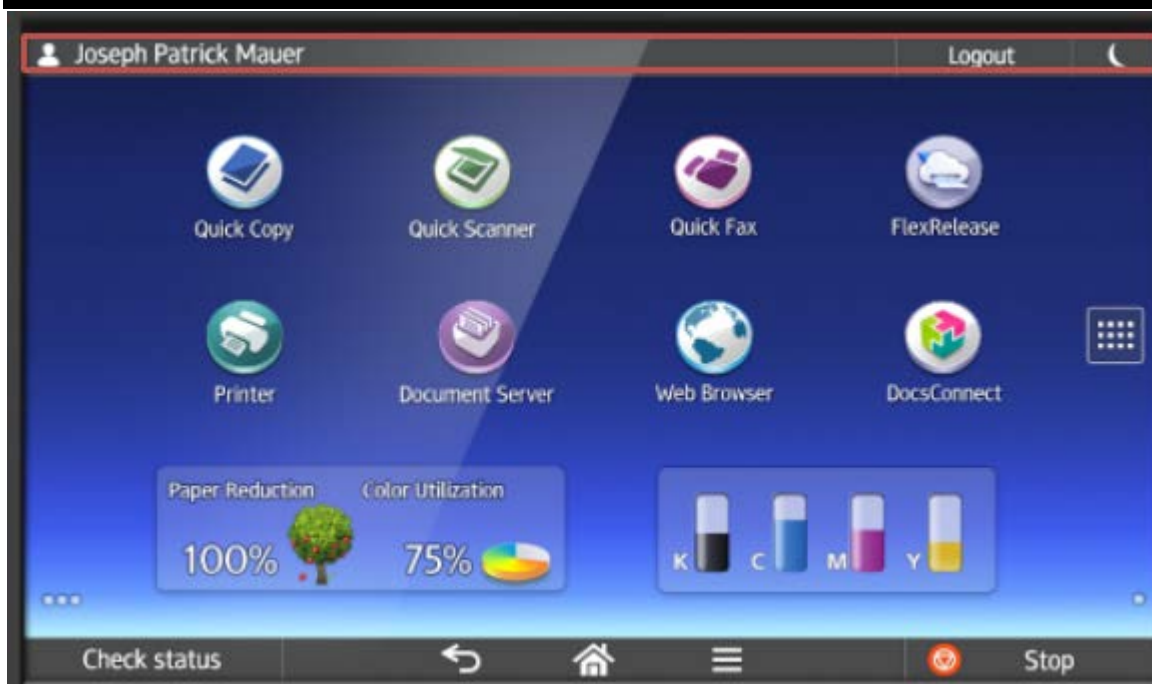 Joseph Patrick Mauer Logout
Quick Copy Quick Scanner Quick Fax FlexRelease
Printer Document Server Web Browser DocsConnect
Paper Reduction Color Utilization
100% 75%
K C M Y
Check status Stop